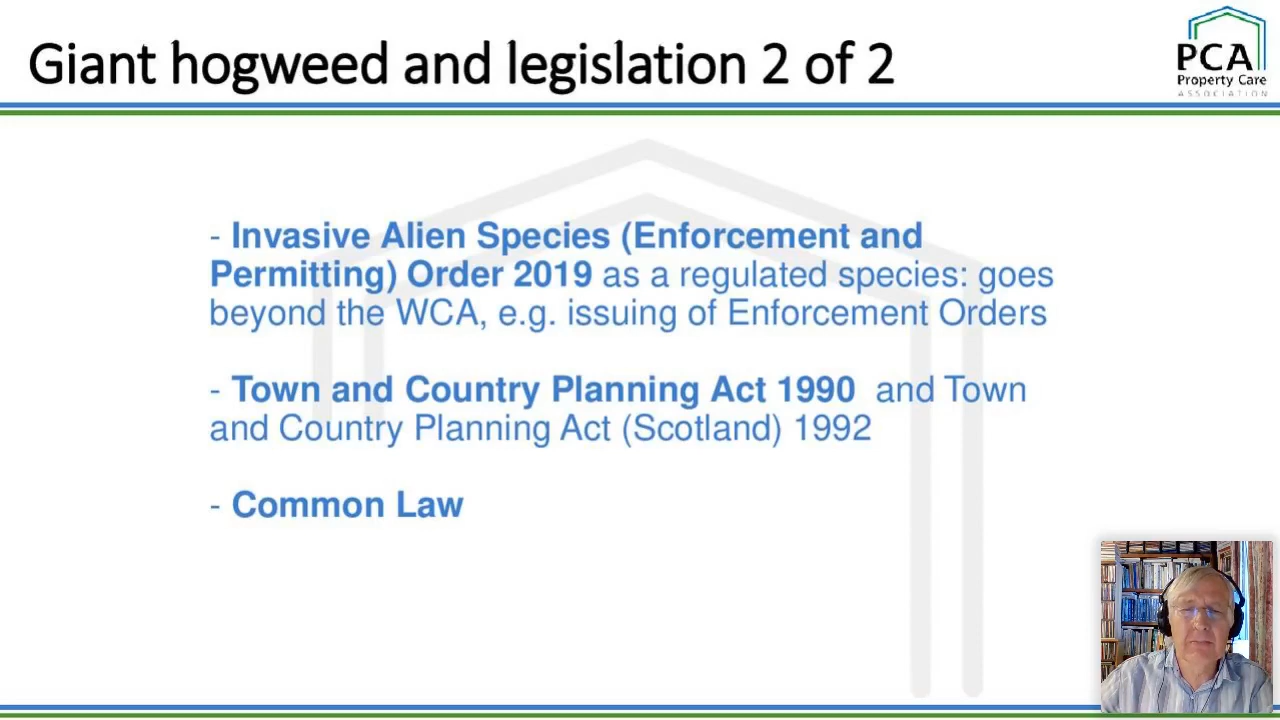 Giant hogweed and legislation 2 of 2
PCA
Property Care
ASSOCIATION
- Invasive Alien Species (Enforcement and
Permitting) Order 2019 as a regulated species: goes
beyond the WCA, e.g. issuing of Enforcement Orders
- Town and Country Planning Act 1990  and Town
and Country Planning Act (Scotland) 1992
- Common Law